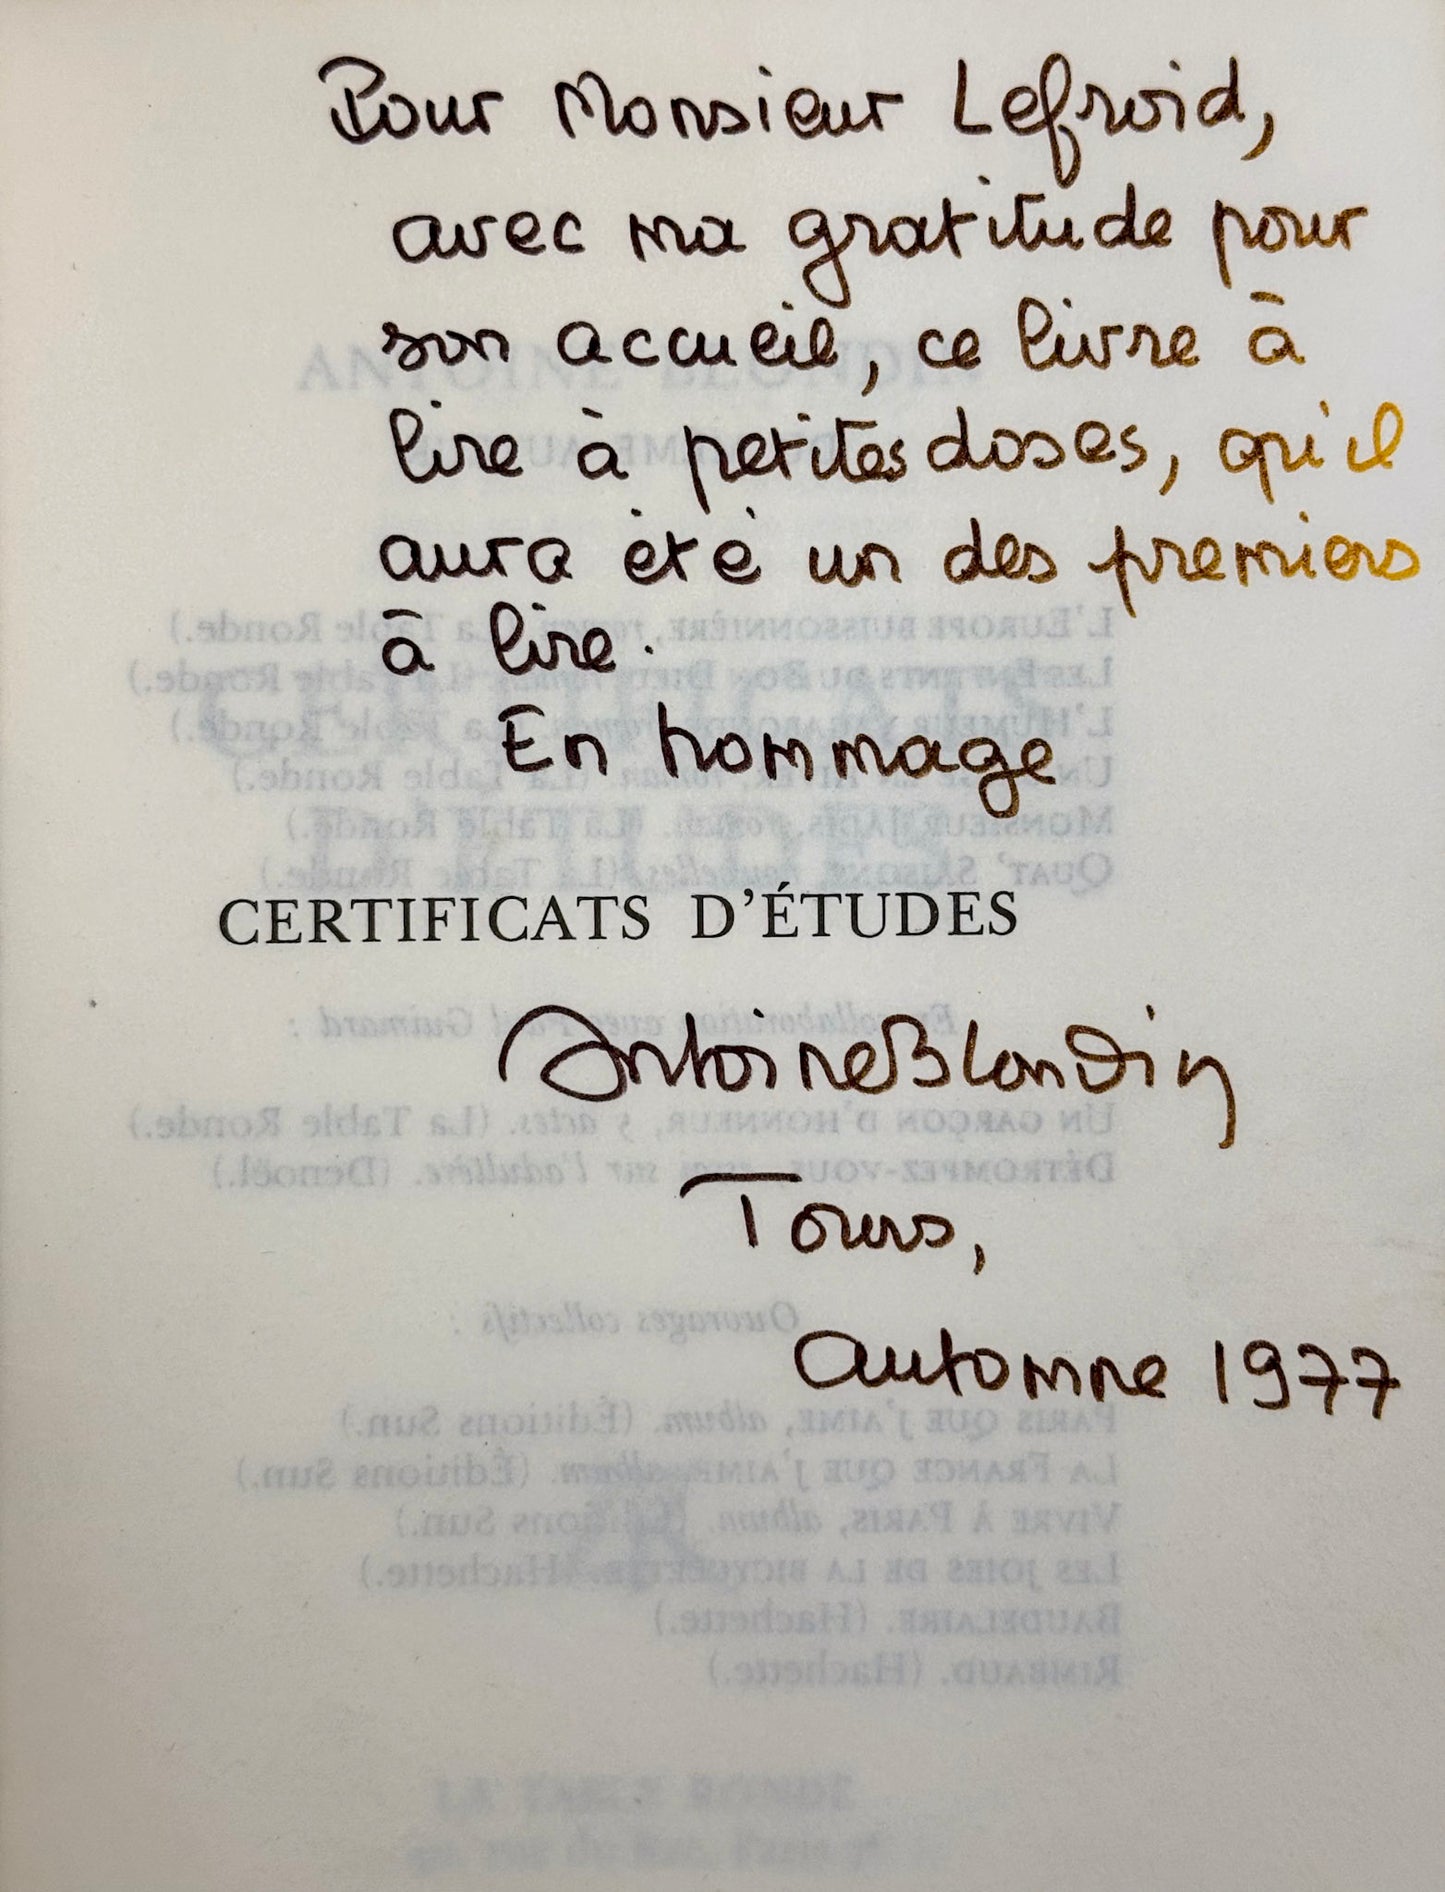 Pour Monsieur Lefroid,
avec ma gratitude pour
son accueil, ce livre à
lire à petites doses, qu'il
aura été un des premiers
à lire.
En hommage
CERTIFICATS D'ÉTUDES
Antoine Blondin
Tours,
automne 1977